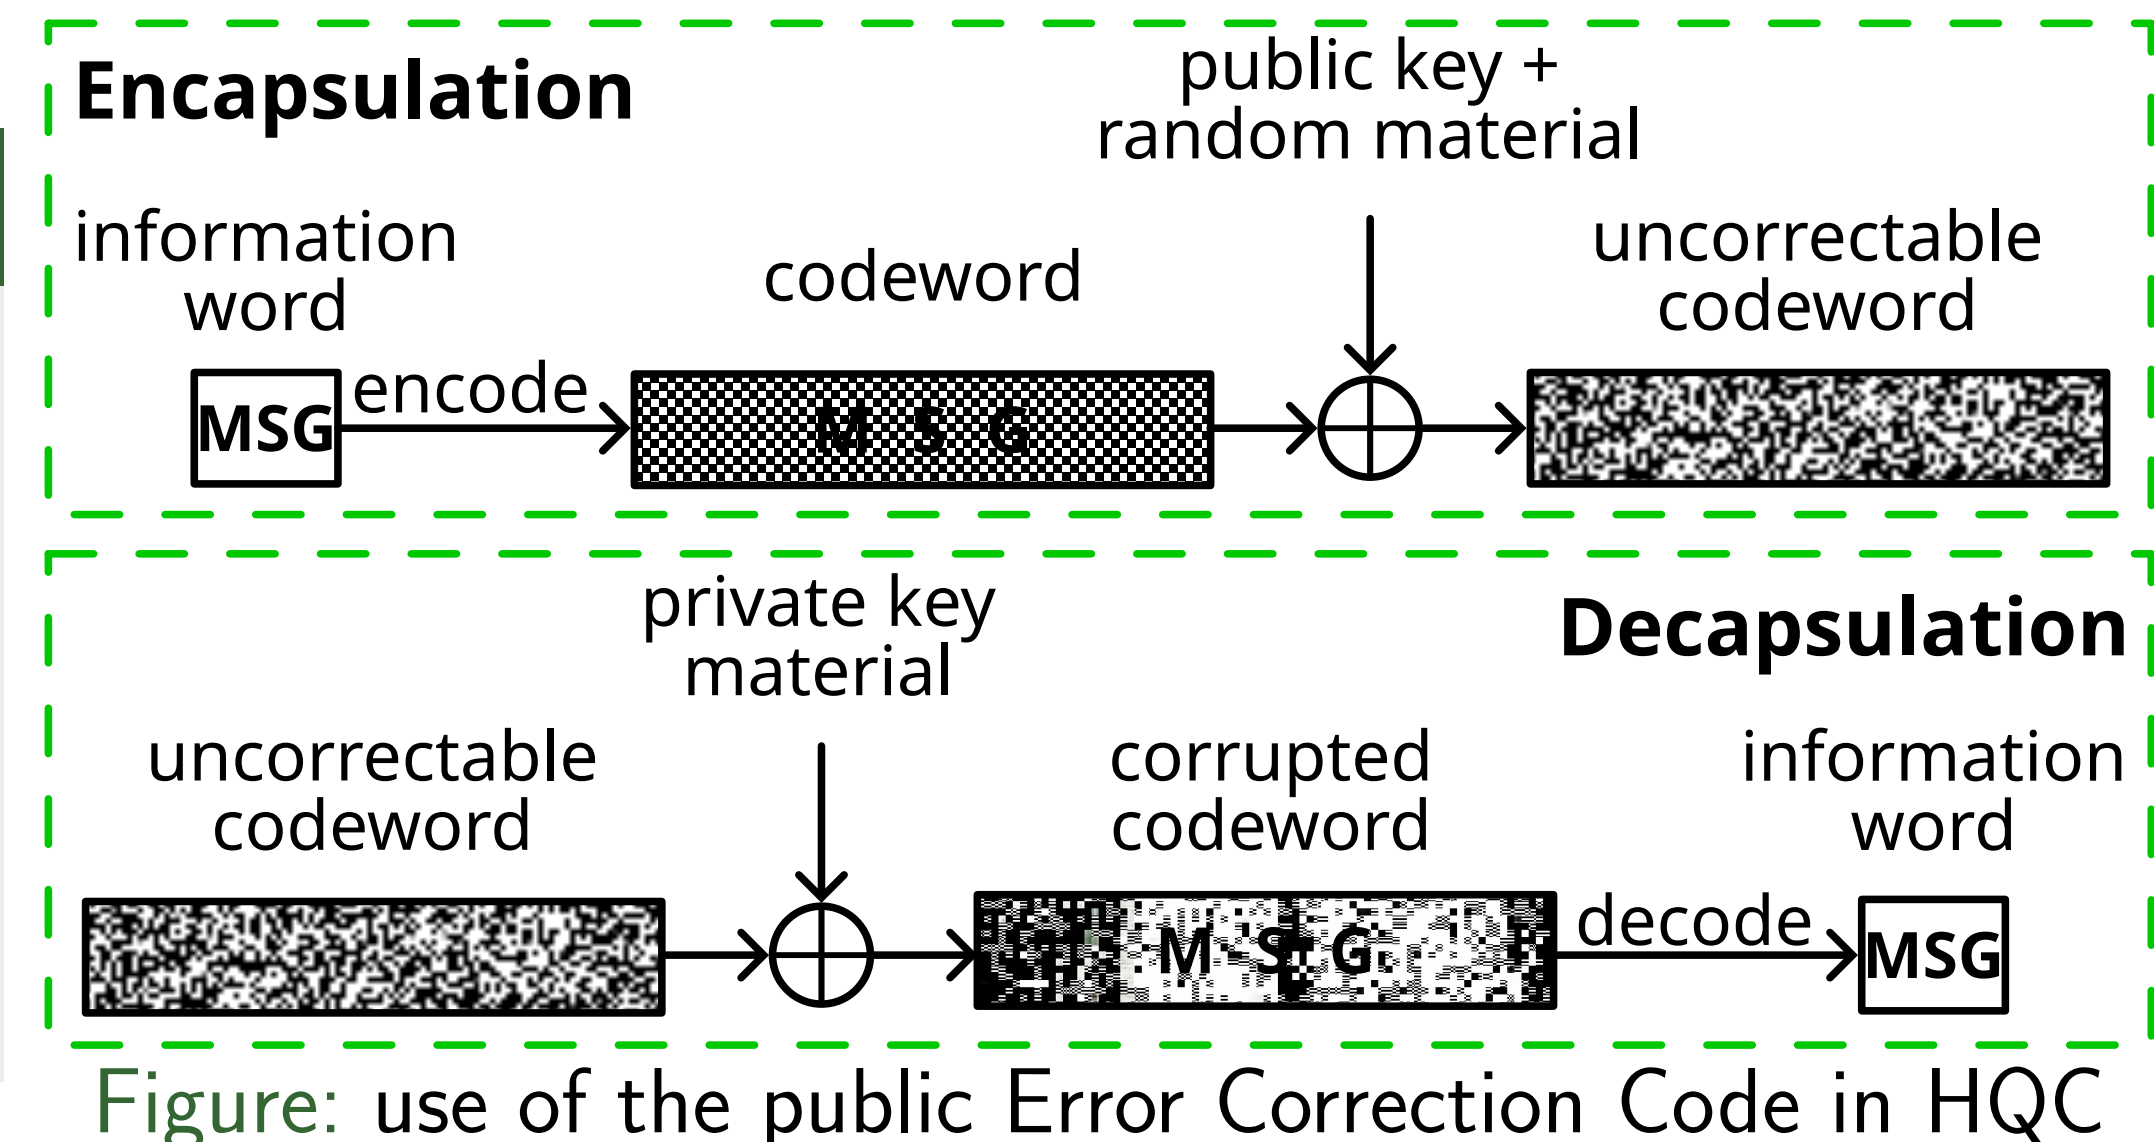 Encapsulation
public key +
random material
information
word
codeword
uncorrectable
codeword
MSG
encode
M S G
private key
material
Decapsulation
uncorrectable
codeword
corrupted
codeword
information
word
M S G
decode
MSG
Figure: use of the public Error Correction Code in HQC